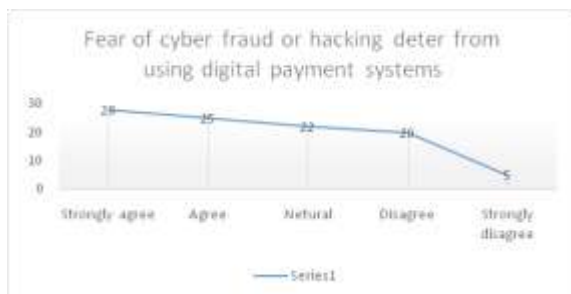 Fear of cyber fraud or hacking deter from
using digital payment systems
30
20
10
0
28
25
22
20
5
Strongly agree
Agree
Netural
Disagree
Strongly
disagree
Series1